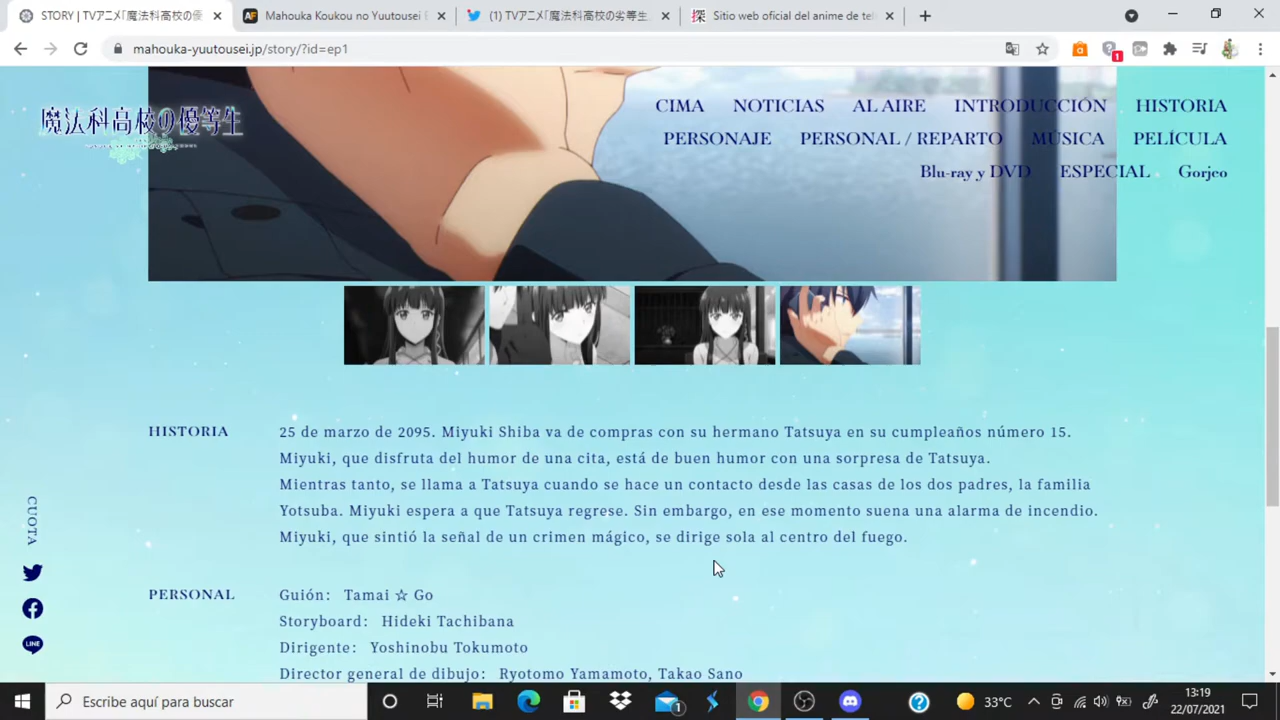 STORY | TVアニメ「魔法科高校の優
Mahouka Koukou no Yuutousei E
(1) TVアニメ「魔法科高校の劣等生
Sitio web oficial del anime de tel
mahouka-yuutousei.jp/story/?id=ep1
1
魔法科高校の優等生
CIMA NOTICIAS AL AIRE INTRODUCCIÓN HISTORIA
PERSONAJE PERSONAL / REPARTO MÚSICA PELÍCULA
Blu-ray y DVD ESPECIAL Gorjeo
HISTORIA
25 de marzo de 2095. Miyuki Shiba va de compras con su hermano Tatsuya en su cumpleaños número 15.
Miyuki, que disfruta del humor de una cita, está de buen humor con una sorpresa de Tatsuya.
Mientras tanto, se llama a Tatsuya cuando se hace un contacto desde las casas de los dos padres, la familia
Yotsuba. Miyuki espera a que Tatsuya regrese. Sin embargo, en ese momento suena una alarma de incendio.
Miyuki, que sintió la señal de un crimen mágico, se dirige sola al centro del fuego.
CUOTA
LINE
PERSONAL
Guión: Tamai ☆ Go
Storyboard: Hideki Tachibana
Dirigente: Yoshinobu Tokumoto
Director general de dibujo: Ryotomo Yamamoto, Takao Sano
Escribe aquí para buscar
1
33°C
13:19
22/07/2021